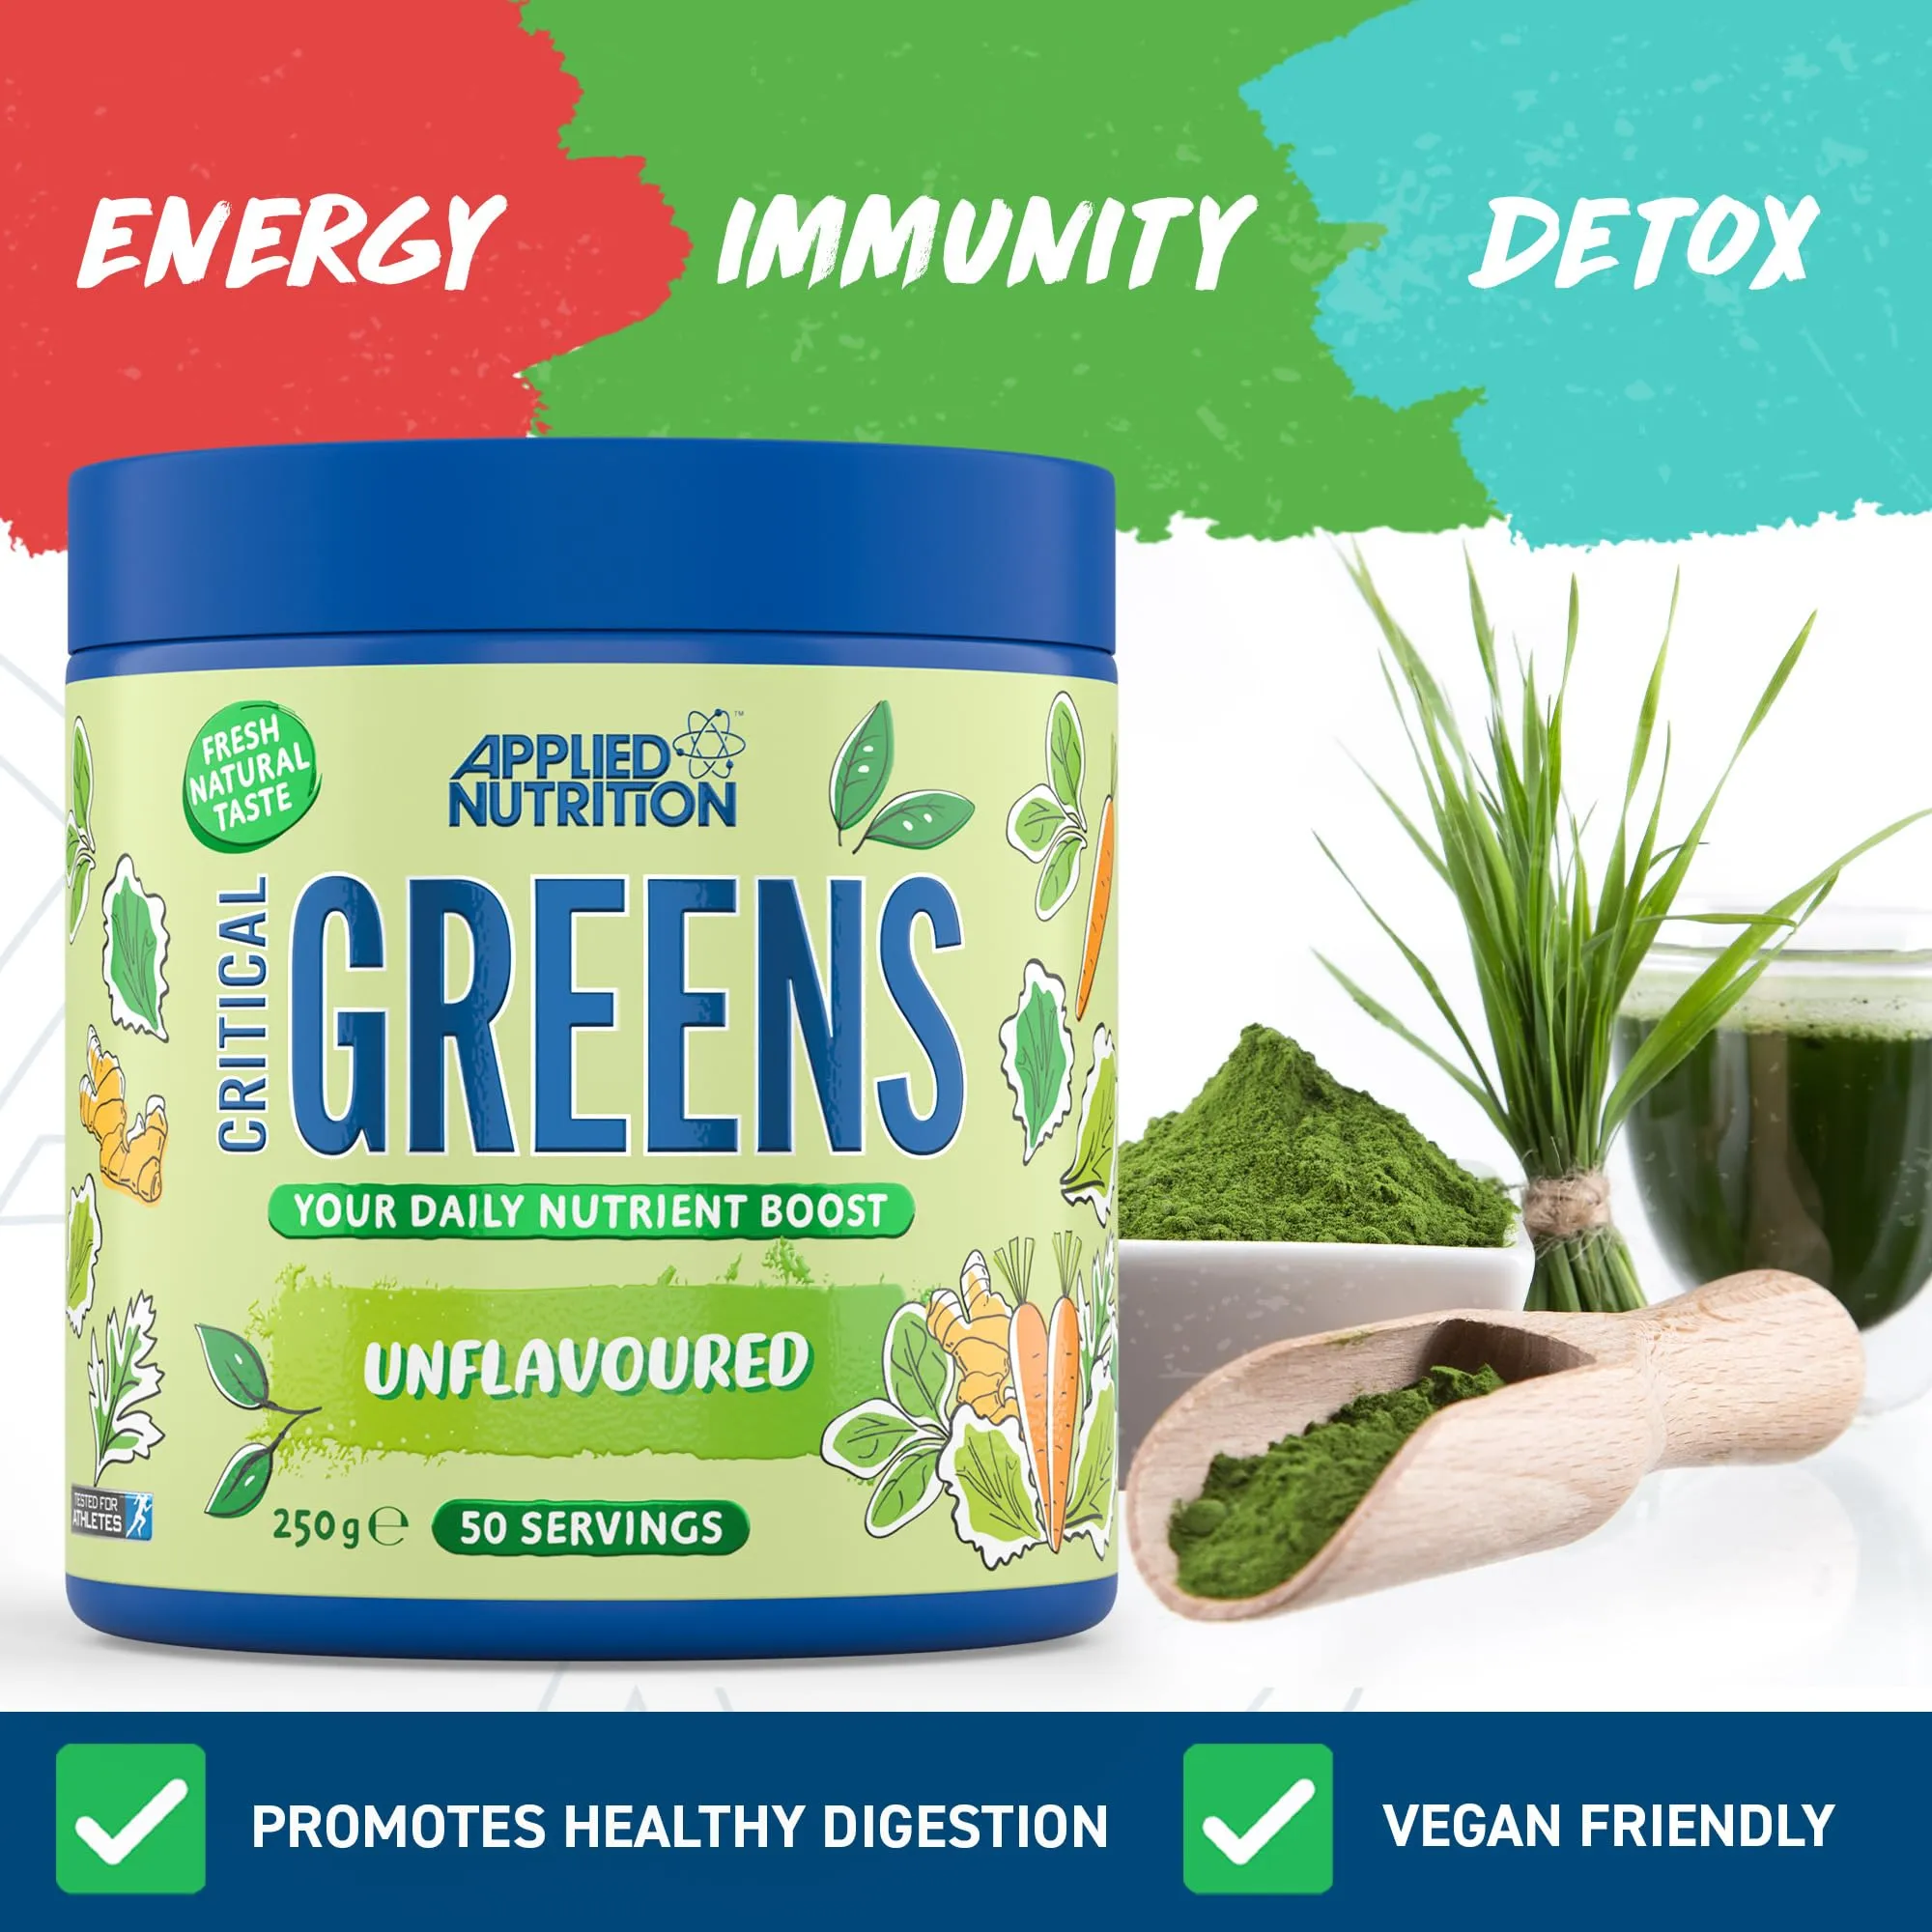 ENERGY
IMMUNITY
DETOX
FRESH
NATURAL
TASTE
APPLIED
NUTRITION
™
CRITICAL
GREENS
YOUR DAILY NUTRIENT BOOST
UNFLAVOURED
TESTED FOR
ATHLETES
250g℮
50 SERVINGS
PROMOTES HEALTHY DIGESTION
VEGAN FRIENDLY